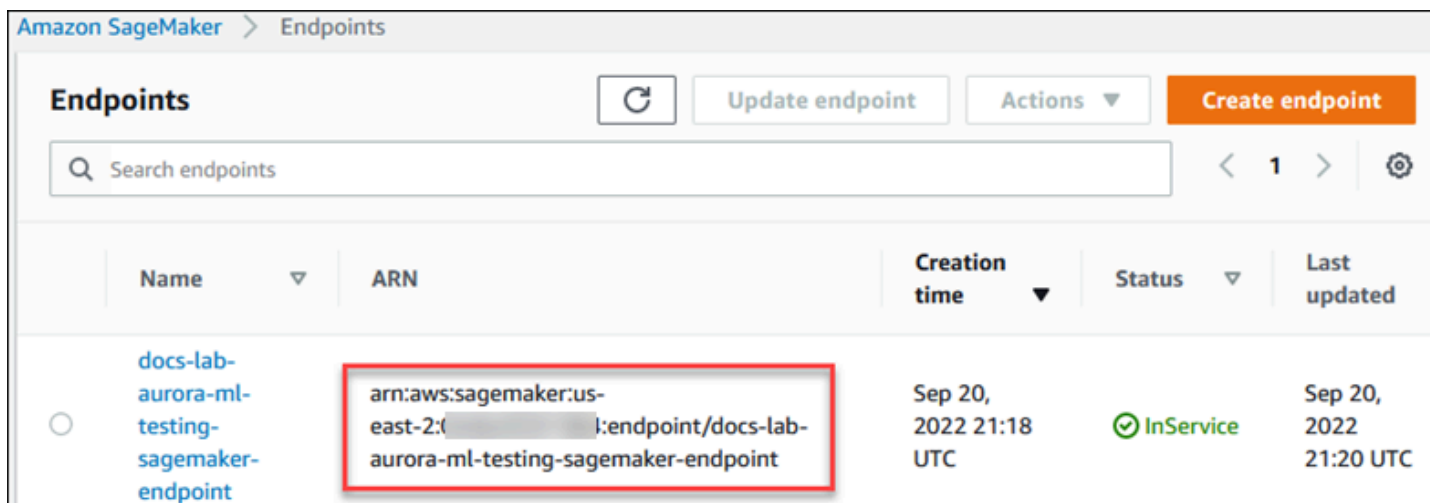 Amazon SageMaker > Endpoints
Endpoints
Update endpoint
Actions
Create endpoint
Search endpoints
1
Name
ARN
Creation
time
Status
Last
updated
docs-lab-
aurora-ml-
testing-
sagemaker-
endpoint
arn:aws:sagemaker:us-
east-2: :endpoint/docs-lab-
aurora-ml-testing-sagemaker-endpoint
Sep 20,
2022 21:18
UTC
InService
Sep 20,
2022
21:20 UTC